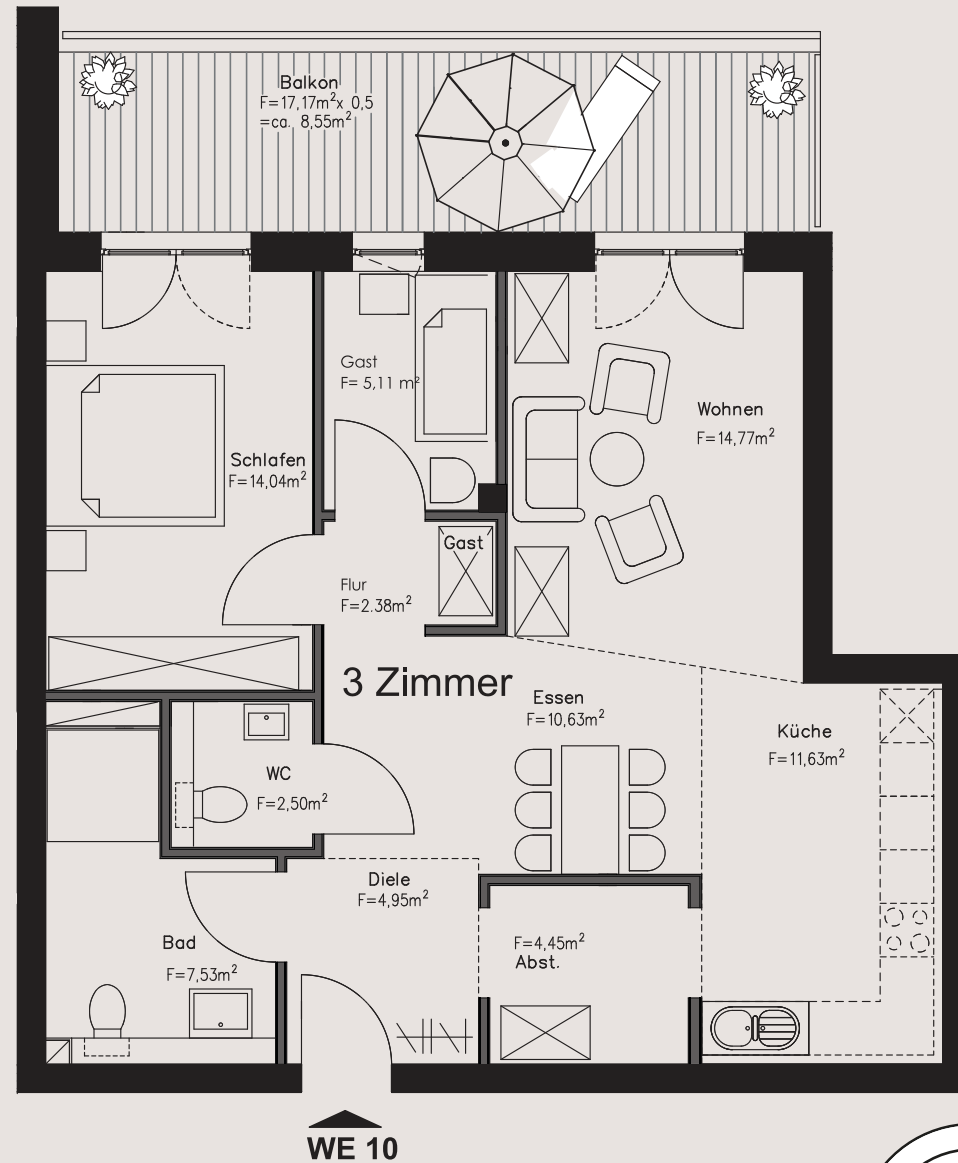 Balkon
F=17,17m²x 0,5
=ca. 8,55m²
Gast
F= 5,11 m²
Wohnen
F=14,77m²
Schlafen
F=14,04m²
Gast
Flur
F=2.38m²
3 Zimmer
Essen
F=10,63m²
Küche
F=11,63m²
WC
F=2,50m²
Diele
F=4,95m²
Bad
F=7,53m²
F=4,45m²
Abst.
WE 10